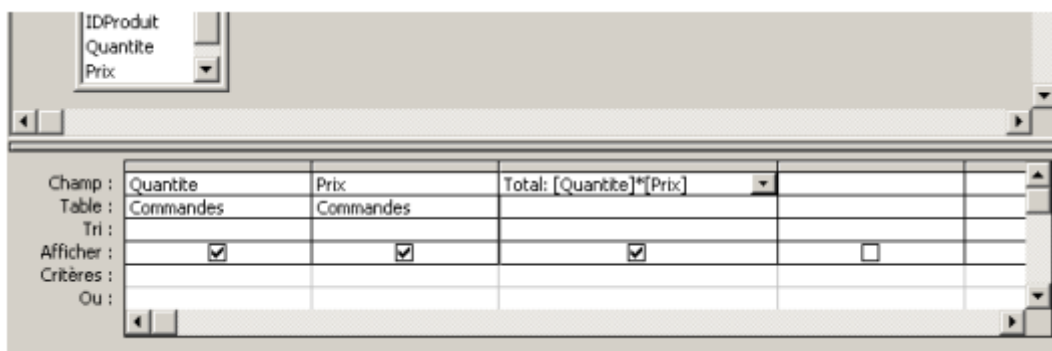 IDProduit
Quantite
Prix
Champ : Quantite Prix Total: [Quantite]*[Prix]
Table : Commandes Commandes
Tri :
Afficher :
Critères :
Ou :